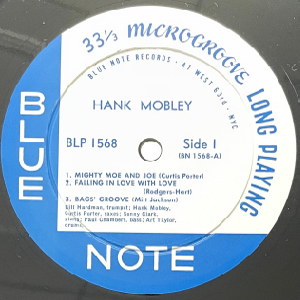 33 1/3 MICROGROOVE LONG PLAYING
BLUE NOTE RECORDS • 47 WEST 63rd • NYC
HANK MOBLEY
BLP 1568
Side 1
(BN 1568-A)
1. MIGHTY MOE AND JOE (Curtis Porter)
2. FALLING IN LOVE WITH LOVE
(Rodgers-Hart)
3. BAGS' GROOVE (Milt Jackson)
Bill Hardman, trumpet; Hank Mobley,
Curtis Porter, saxes; Sonny Clark,
piano; Paul Chambers, bass; Art Taylor,
drums
BLUE
NOTE